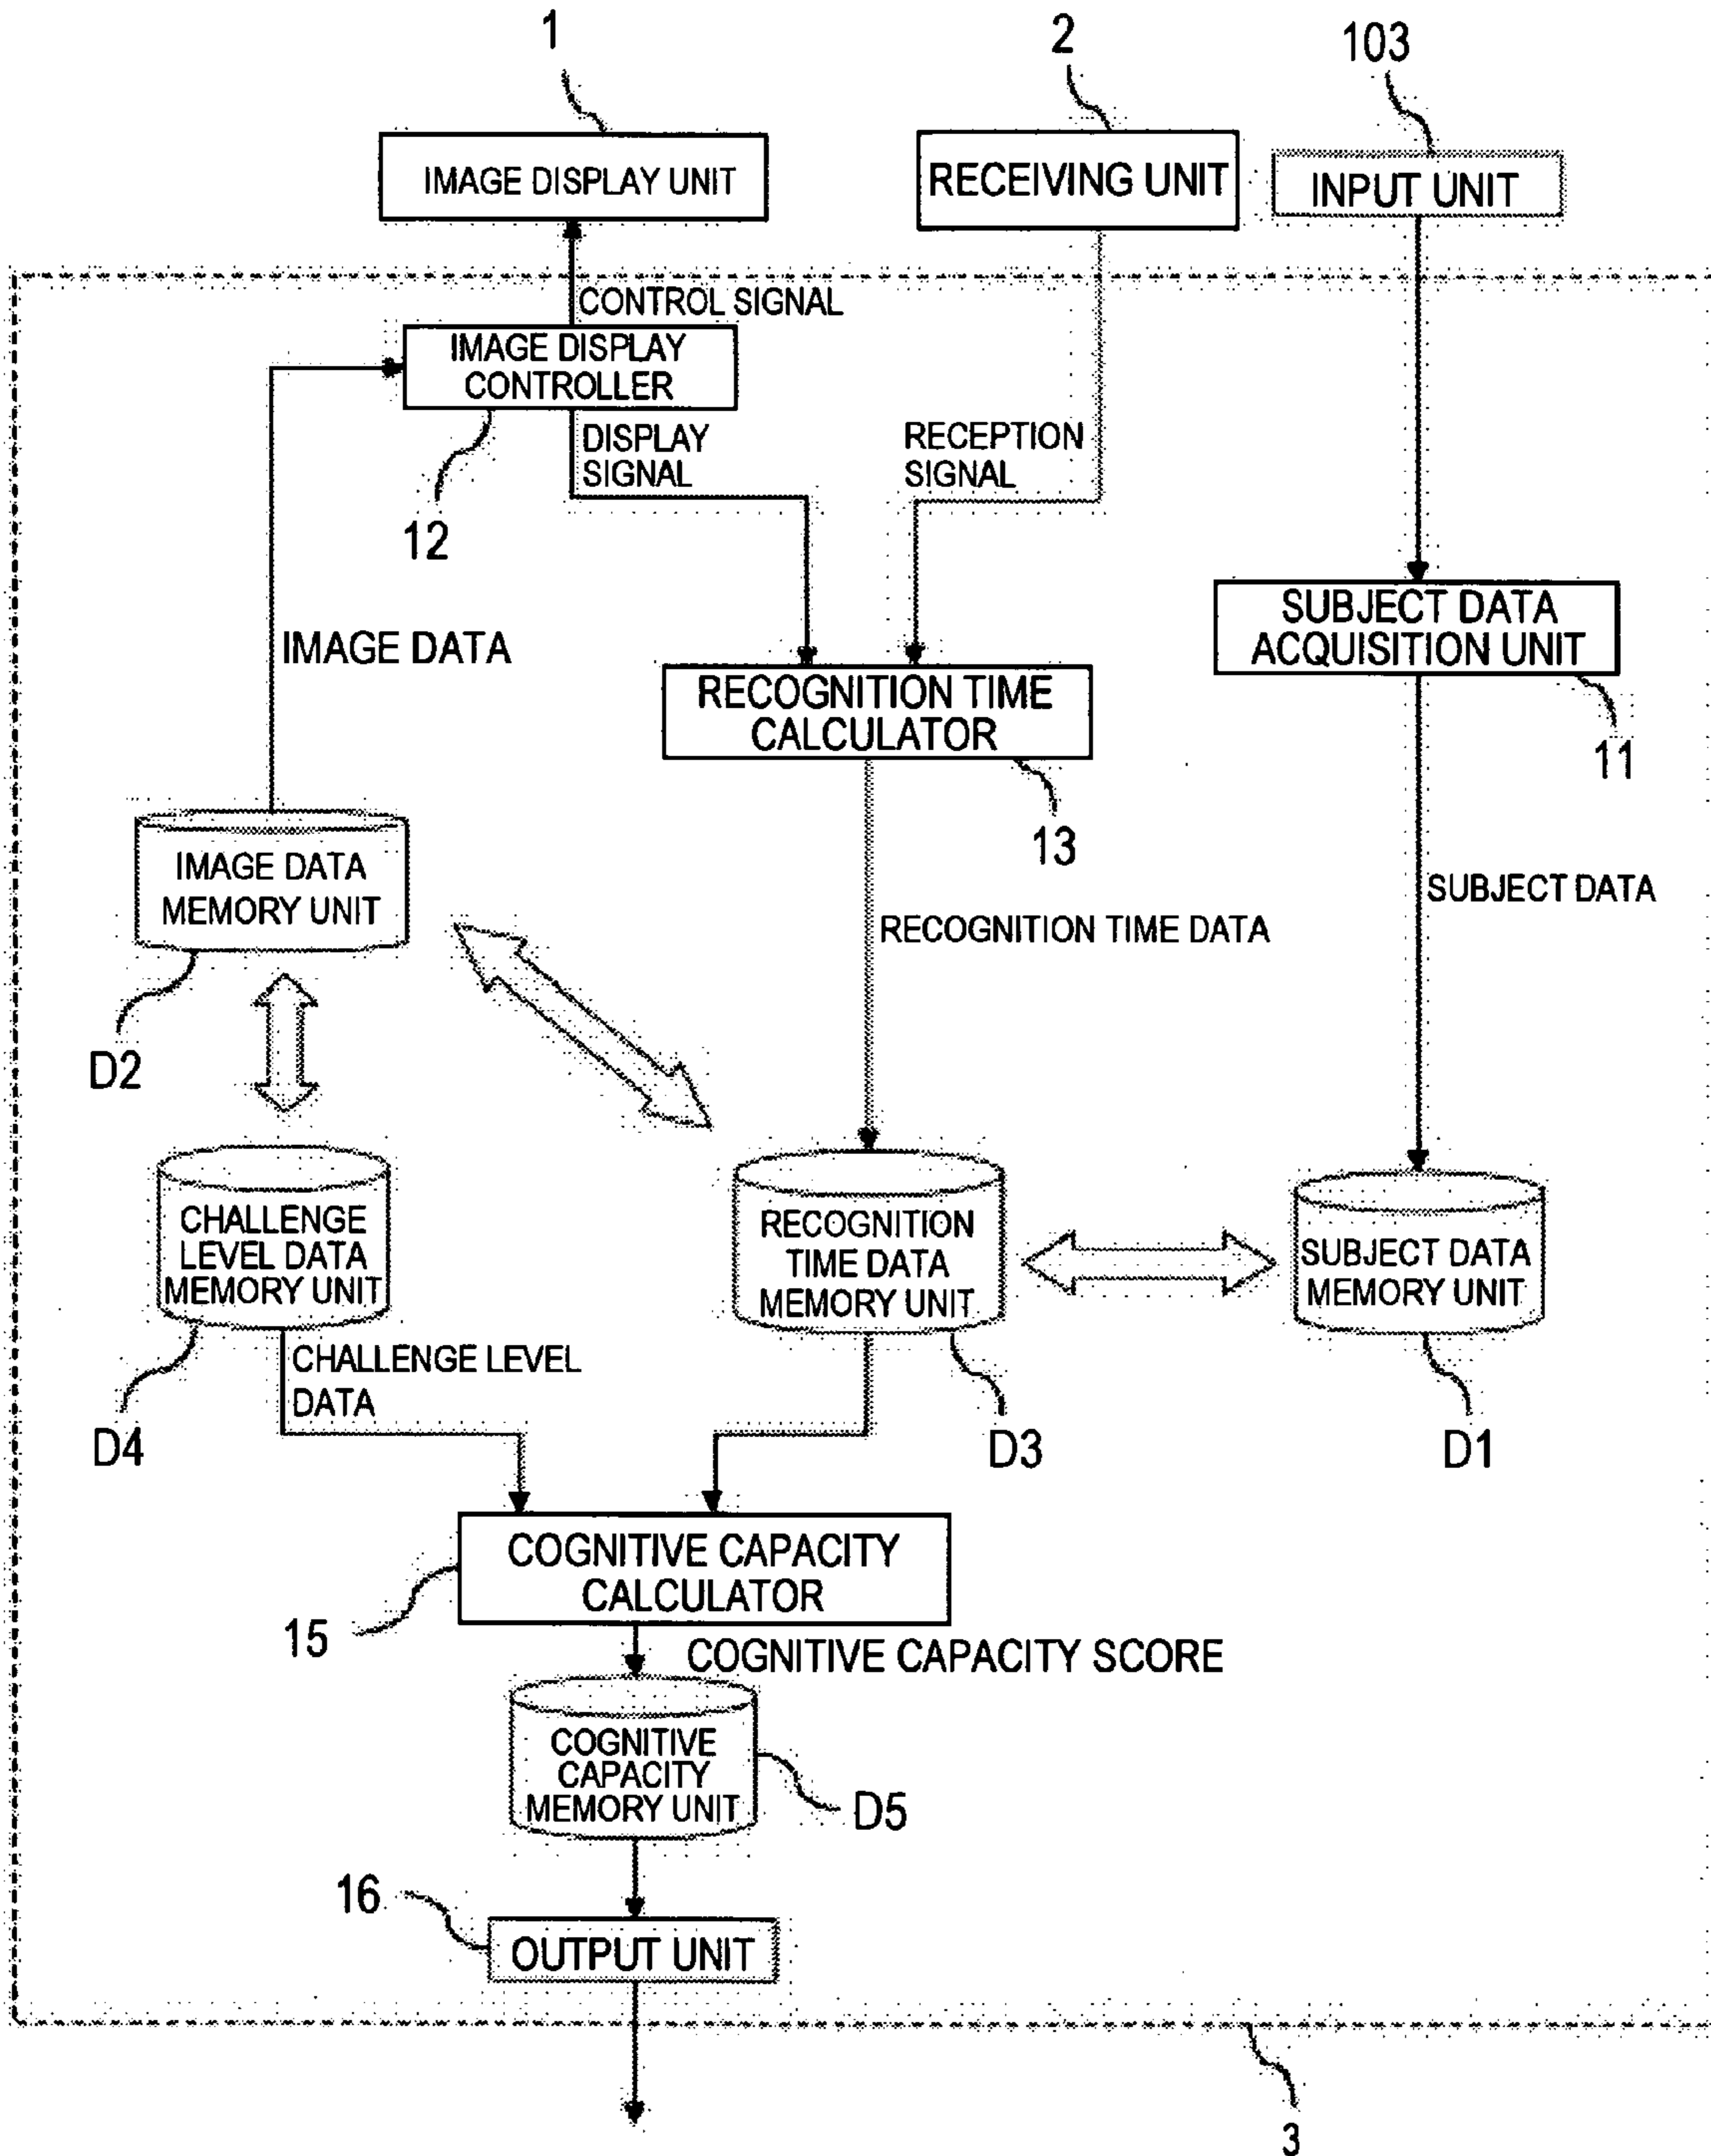 1
2
103
IMAGE DISPLAY UNIT
RECEIVING UNIT
INPUT UNIT
CONTROL SIGNAL
IMAGE DISPLAY
CONTROLLER
DISPLAY
SIGNAL
RECEPTION
SIGNAL
12
SUBJECT DATA
ACQUISITION UNIT
IMAGE DATA
RECOGNITION TIME
CALCULATOR
11
13
IMAGE DATA
MEMORY UNIT
SUBJECT DATA
RECOGNITION TIME DATA
D2
CHALLENGE
LEVEL DATA
MEMORY UNIT
RECOGNITION
TIME DATA
MEMORY UNIT
SUBJECT DATA
MEMORY UNIT
CHALLENGE LEVEL
DATA
D4
D3
D1
COGNITIVE CAPACITY
CALCULATOR
15
COGNITIVE CAPACITY SCORE
COGNITIVE
CAPACITY
MEMORY UNIT
D5
16
OUTPUT UNIT
3